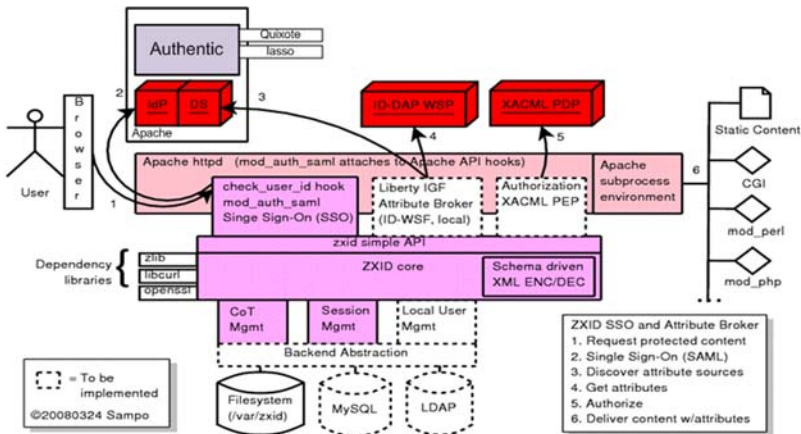 Authentic
Quixote
lasso
2
IdP
DS
3
Apache
ID-DAP WSP
XACML PDP
4
5
Static Content
Browser
User
1
Apache httpd (mod_auth_saml attaches to Apache API hooks)
check_user_id hook
mod_auth_saml
Singe Sign-On (SSO)
Liberty IGF
Attribute Broker
(ID-WSF, local)
Authorization
XACML PEP
Apache
subprocess
environment
6
CGI
mod_perl
mod_php
zxid simple API
Dependency
libraries
zlib
libcurl
openssl
ZXID core
Schema driven
XML ENC/DEC
CoT
Mgmt
Session
Mgmt
Local User
Mgmt
Backend Abstraction
Filesystem
(/var/zxid)
MySQL
LDAP
= To be
implemented
©20080324 Sampo
ZXID SSO and Attribute Broker
1. Request protected content
2. Single Sign-On (SAML)
3. Discover attribute sources
4. Get attributes
5. Authorize
6. Deliver content w/attributes